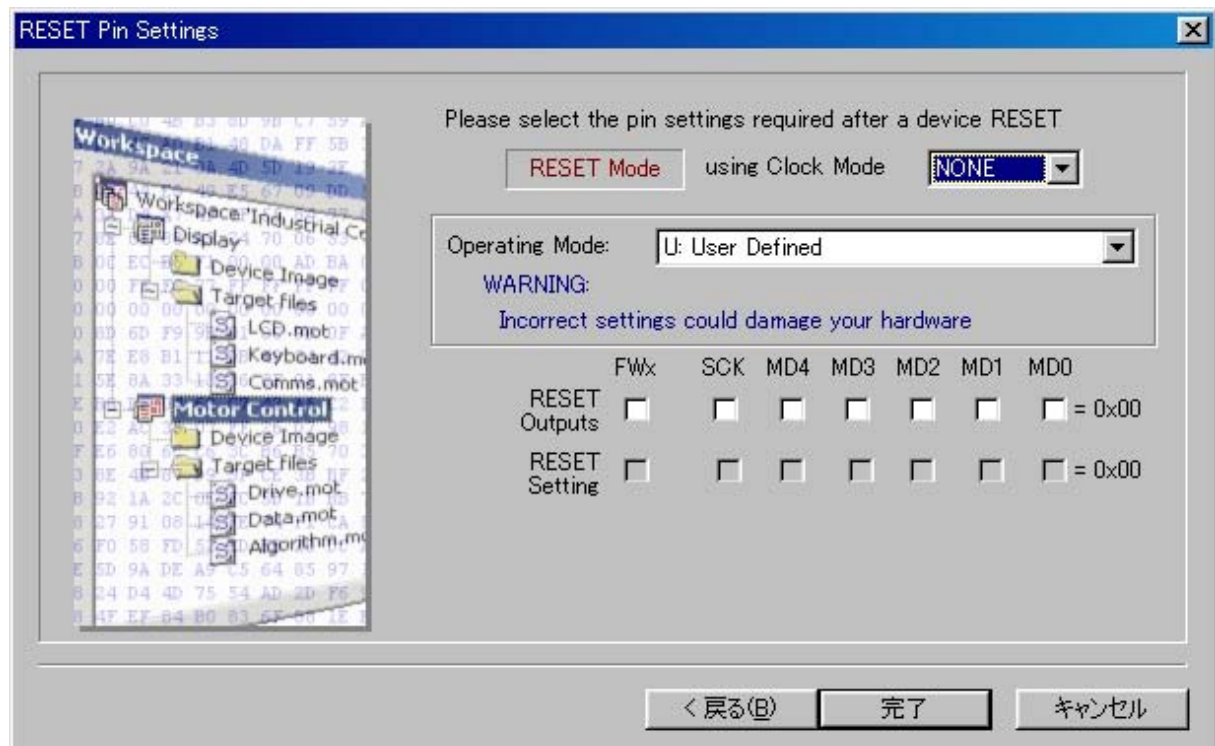 RESET Pin Settings
Please select the pin settings required after a device RESET
RESET Mode using Clock Mode NONE
Operating Mode: U: User Defined
WARNING:
Incorrect settings could damage your hardware
FWx SCK MD4 MD3 MD2 MD1 MD0
RESET
Outputs
= 0x00
RESET
Setting
= 0x00
Workspace
Workspace 'Industrial
Display
Device Image
Target files
LCD.mot
Keyboard.m
Comms.mot
Motor Control
Device Image
Target files
Drive.mot
Data.mot
Algorithm.m
< 戻る(B) 完了 キャンセル